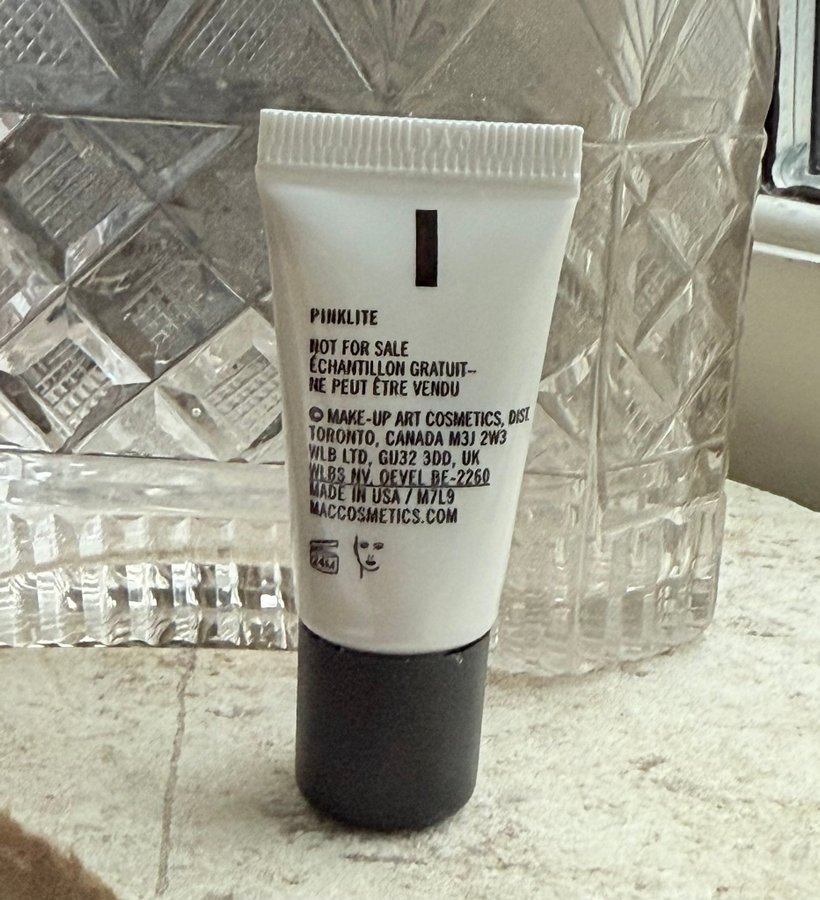 PINKLITE
NOT FOR SALE
ÉCHANTILLON GRATUIT–
NE PEUT ÊTRE VENDU
© MAKE-UP ART COSMETICS, DIST.
TORONTO, CANADA M3J 2W3
WLB LTD, GU32 3DD, UK
WLBS NV, OEVEL BE-2260
MADE IN USA / M7L9
MACCOSMETICS.COM
24M